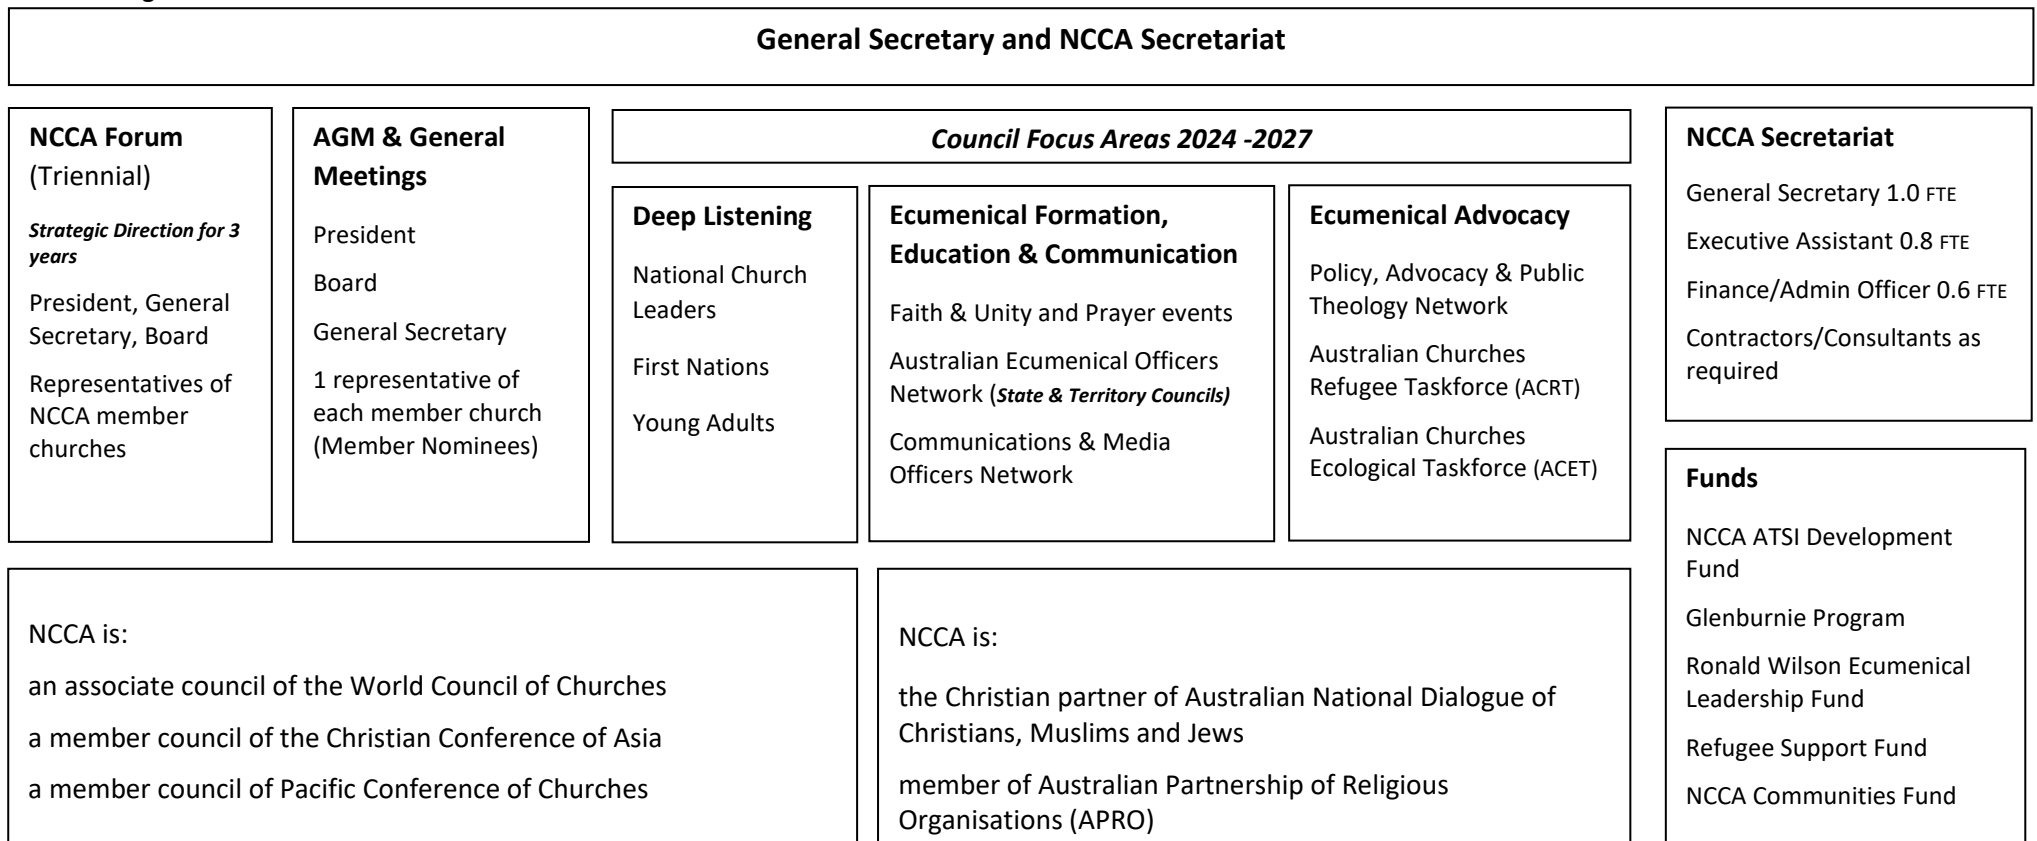 General Secretary and NCCA Secretariat
NCCA Forum
(Triennial)
Strategic Direction for 3
years
President, General
Secretary, Board
Representatives of
NCCA member
churches
AGM & General
Meetings
President
Board
General Secretary
1 representative of
each member church
(Member Nominees)
Council Focus Areas 2024 -2027
Deep Listening
National Church
Leaders
First Nations
Young Adults
Ecumenical Formation,
Education & Communication
Faith & Unity and Prayer events
Australian Ecumenical Officers
Network (State & Territory Councils)
Communications & Media
Officers Network
Ecumenical Advocacy
Policy, Advocacy & Public
Theology Network
Australian Churches
Refugee Taskforce (ACRT)
Australian Churches
Ecological Taskforce (ACET)
NCCA Secretariat
General Secretary 1.0 FTE
Executive Assistant 0.8 FTE
Finance/Admin Officer 0.6 FTE
Contractors/Consultants as
required
Funds
NCCA ATSI Development
Fund
Glenburnie Program
Ronald Wilson Ecumenical
Leadership Fund
Refugee Support Fund
NCCA Communities Fund
NCCA is:
an associate council of the World Council of Churches
a member council of the Christian Conference of Asia
a member council of Pacific Conference of Churches
NCCA is:
the Christian partner of Australian National Dialogue of
Christians, Muslims and Jews
member of Australian Partnership of Religious
Organisations (APRO)